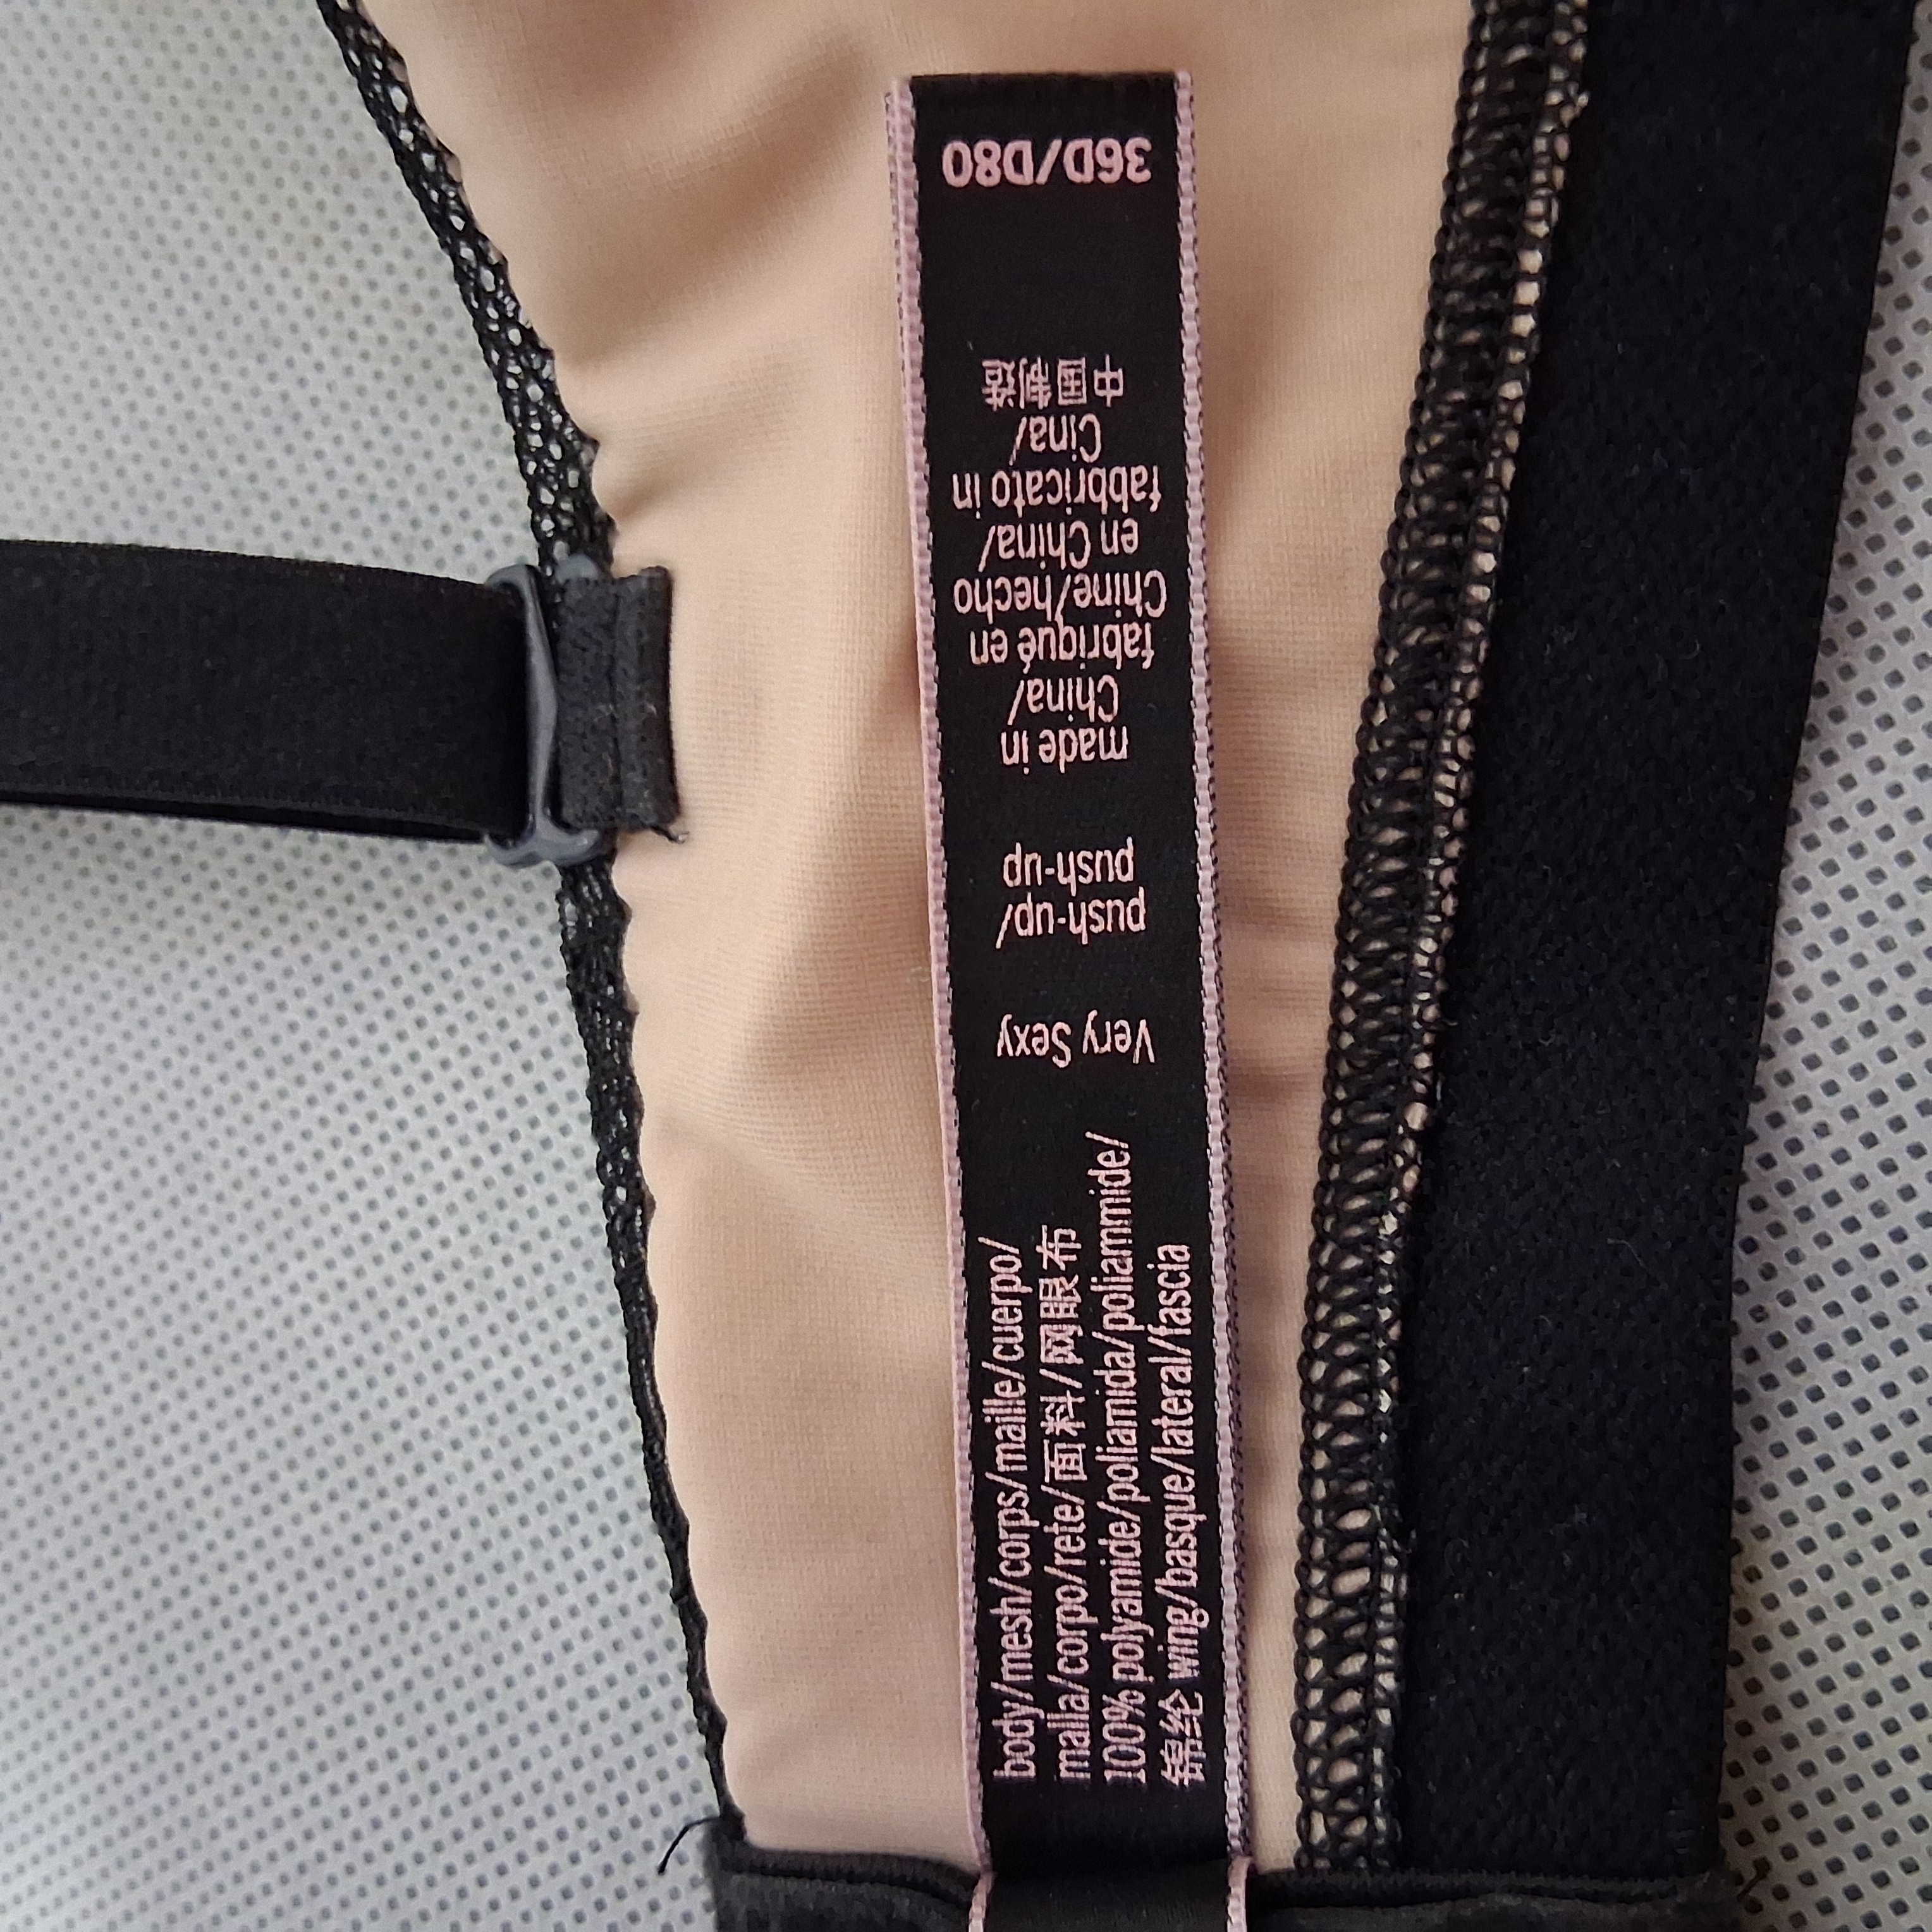 36D/D80
made in
China/
fabriqué en
Chine/hecho
en China/
fabbricato in
Cina/
中国制造
push-up/
push-up
Very Sexy
body/mesh/corps/maille/cuerpo/
malla/corpo/rete/面料/网眼布
100% polyamide/poliamida/poliammide/
锦纶 wing/basque/lateral/fascia